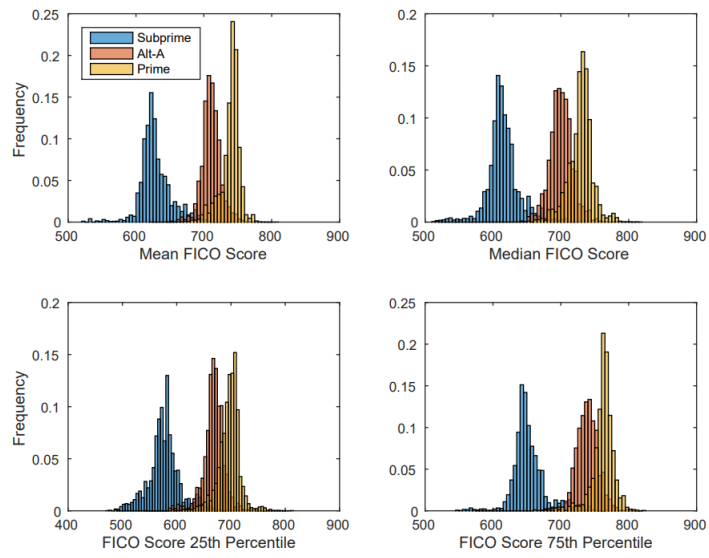 0.25
0.2
0.15
0.1
0.05
0
Frequency
Subprime
Alt-A
Prime
500 600 700 800 900
Mean FICO Score
0.2
0.15
0.1
0.05
0
500 600 700 800 900
Median FICO Score
0.2
0.15
0.1
0.05
0
Frequency
400 500 600 700 800 900
FICO Score 25th Percentile
0.25
0.2
0.15
0.1
0.05
0
500 600 700 800 900
FICO Score 75th Percentile